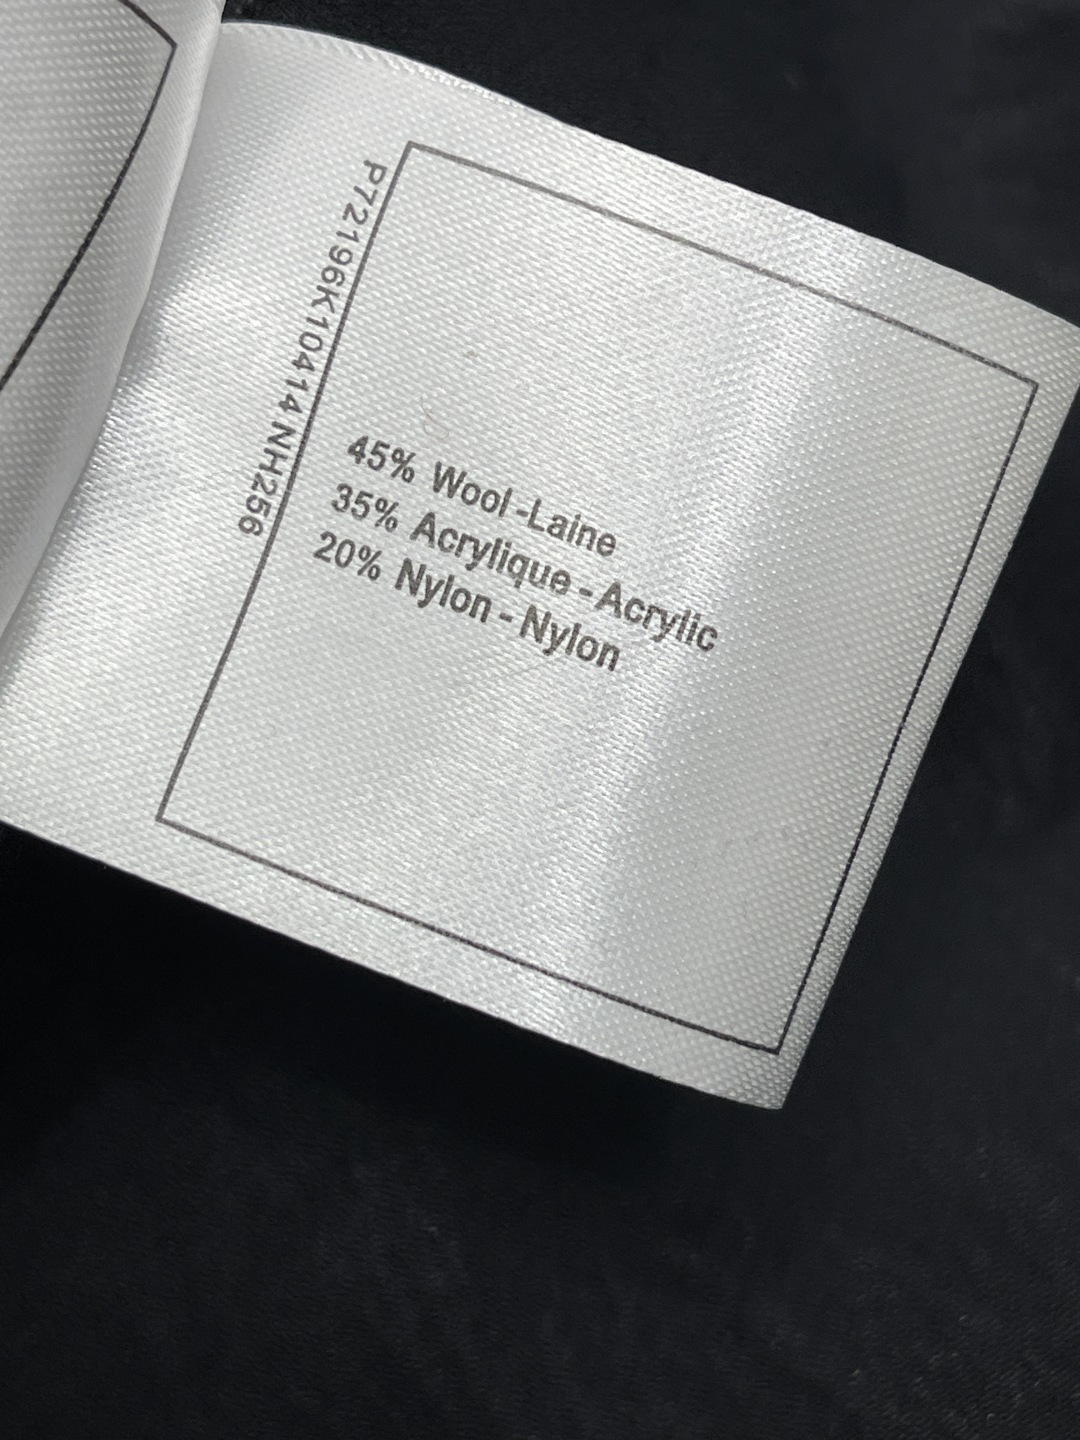 P72196K10414 NH256
45% Wool - Laine
35% Acrylique - Acrylic
20% Nylon - Nylon